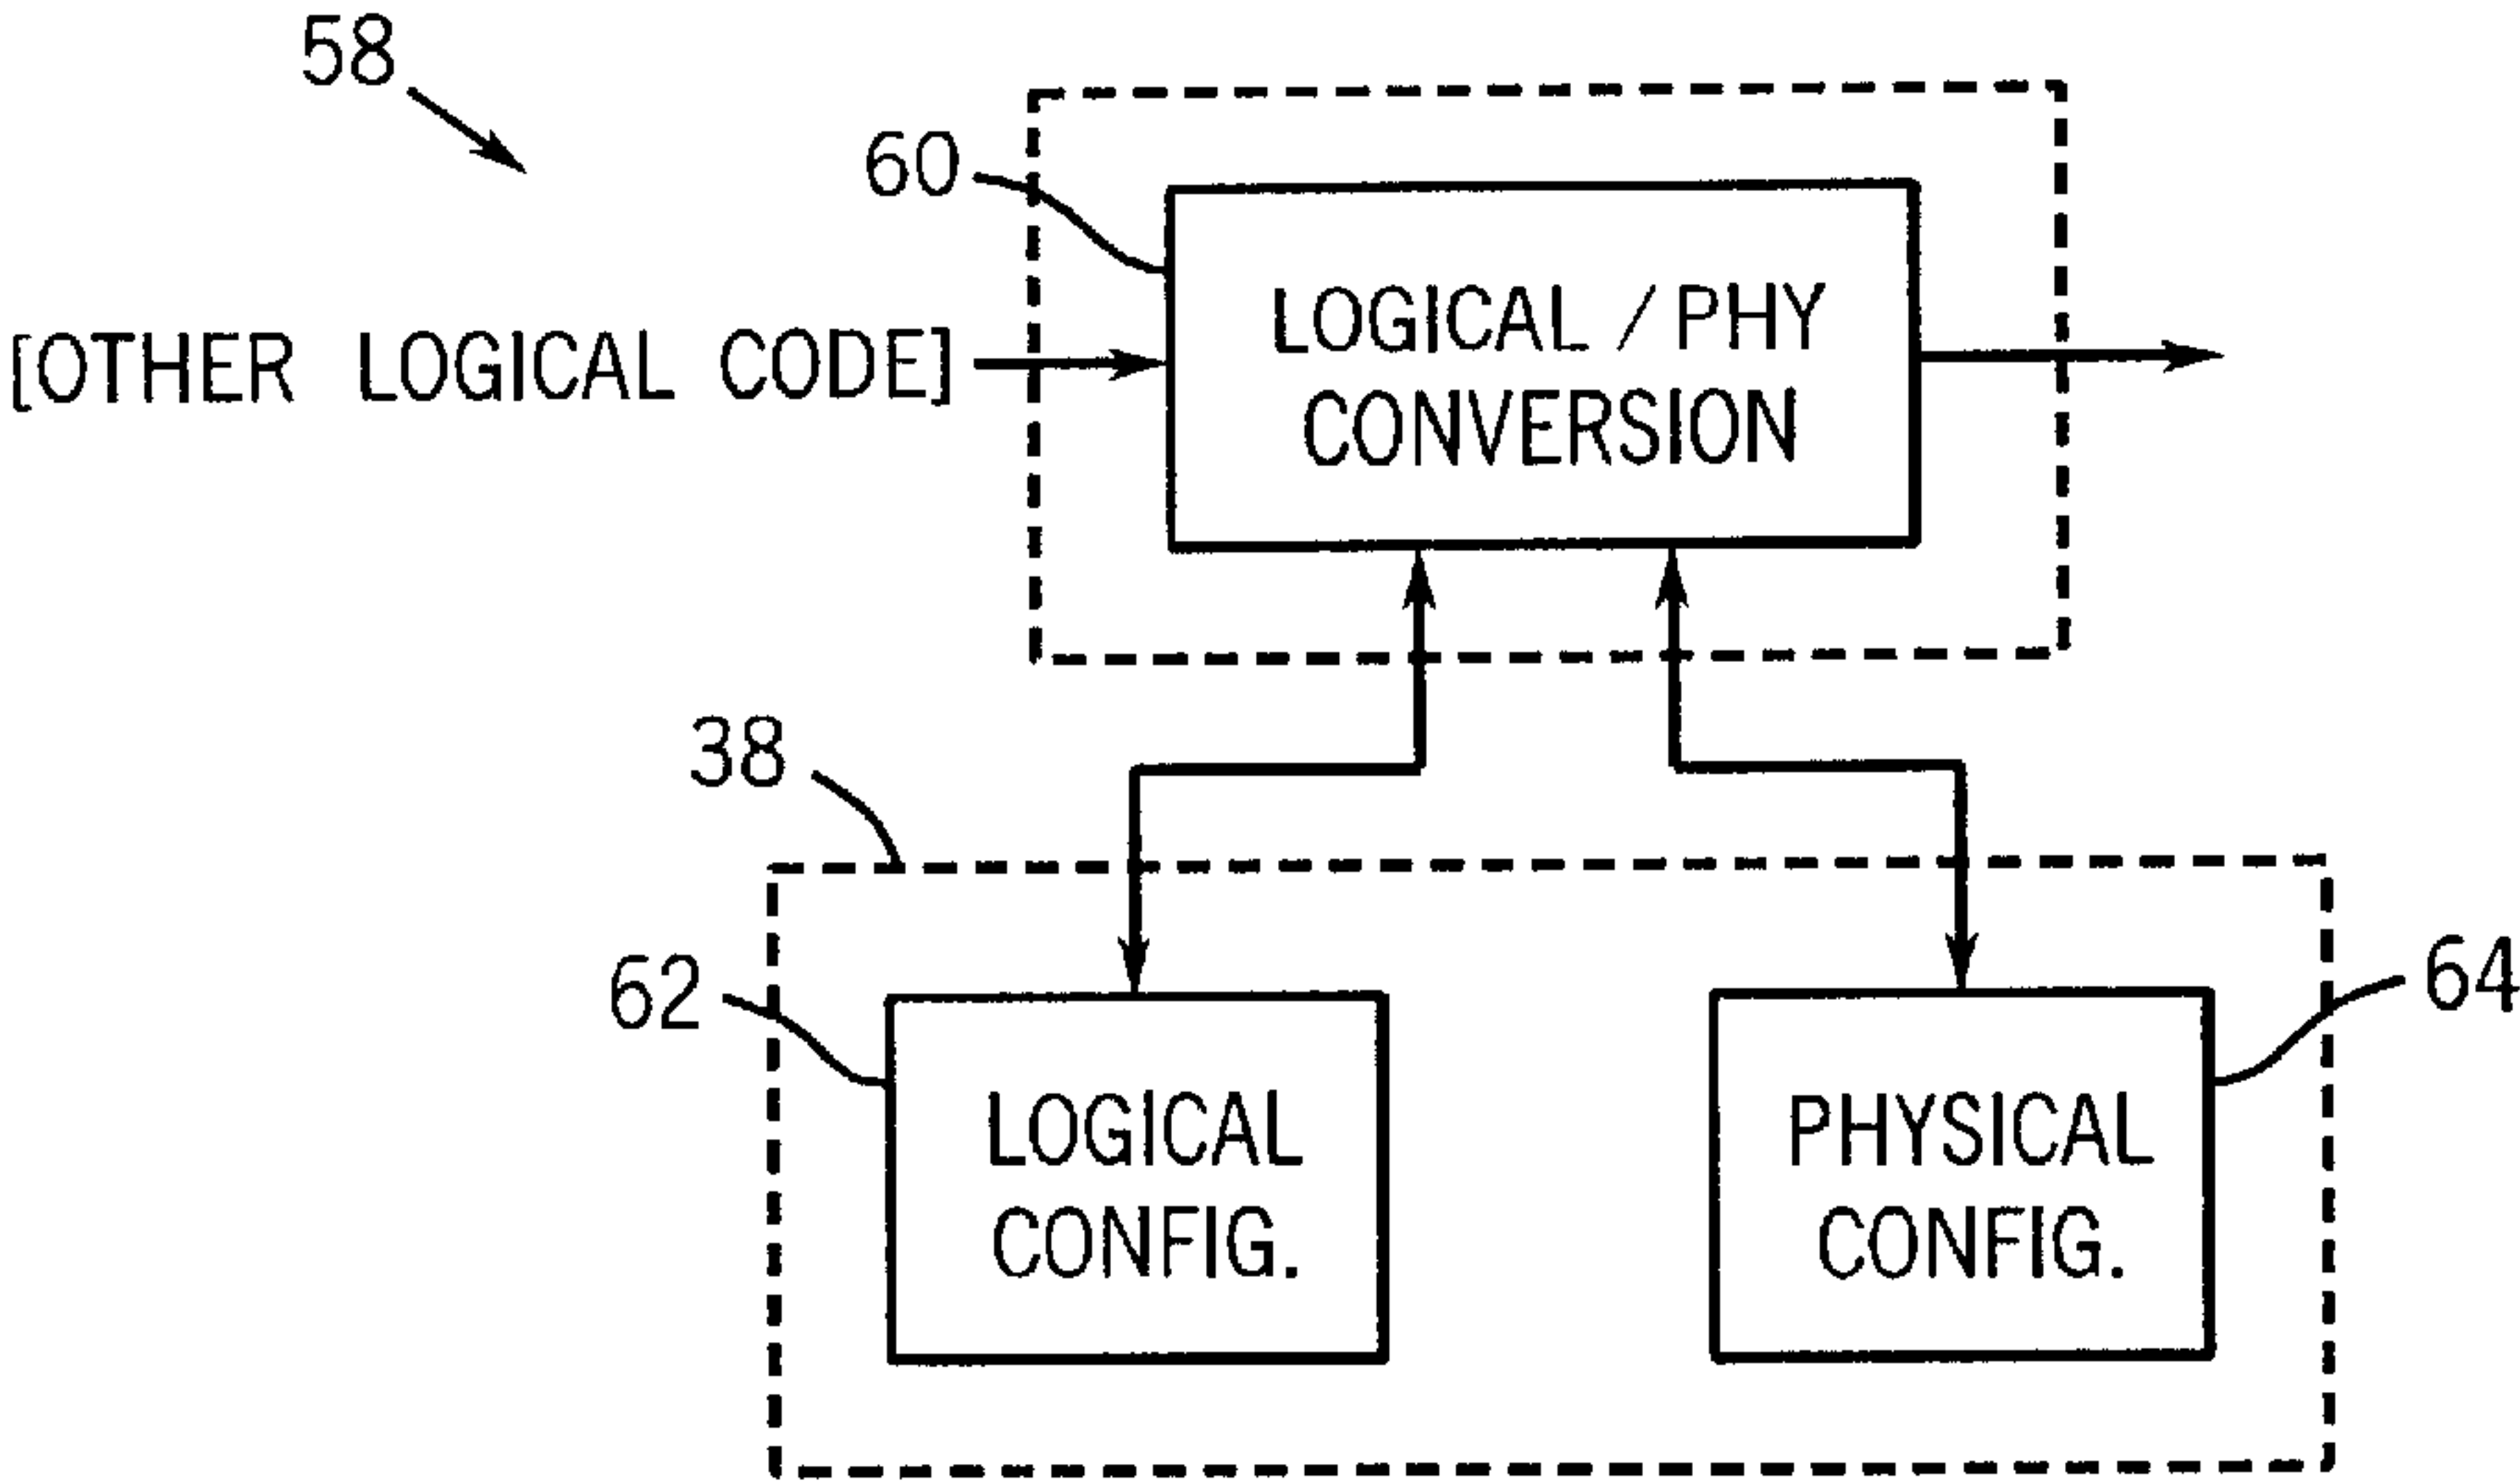 58
60
[OTHER LOGICAL CODE]
LOGICAL / PHY
CONVERSION
38
62
64
LOGICAL
CONFIG.
PHYSICAL
CONFIG.